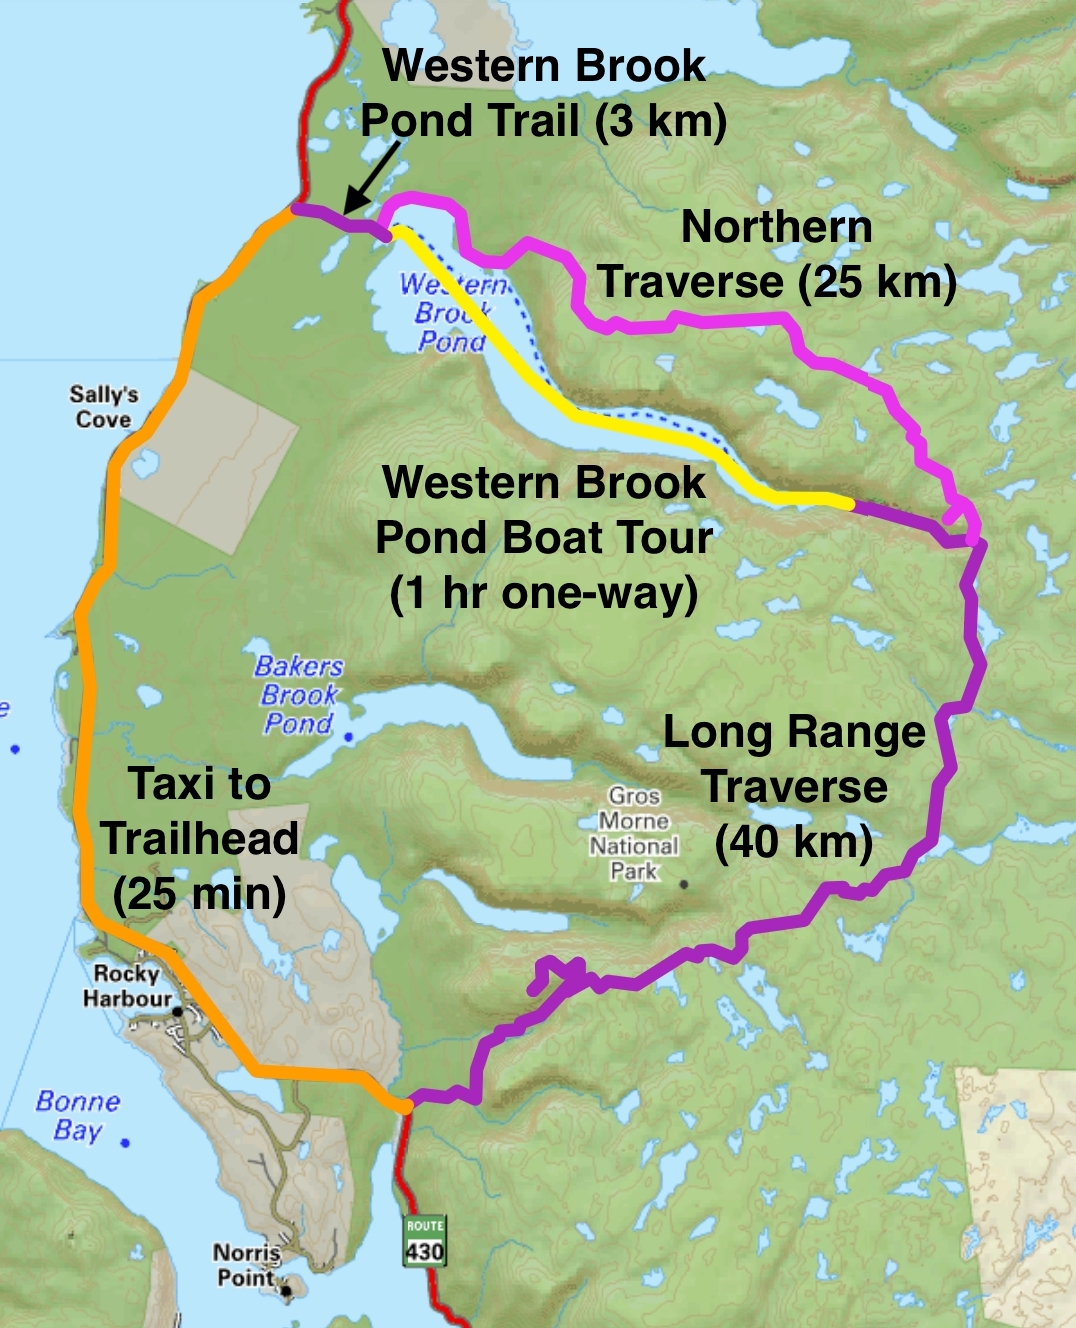 Western Brook
Pond Trail (3 km)
Northern
Traverse (25 km)
Western
Brook
Pond
Sally's
Cove
Western Brook
Pond Boat Tour
(1 hr one-way)
Bakers
Brook
Pond
e
Long Range
Traverse
(40 km)
Taxi to
Trailhead
(25 min)
Gros
Morne
National
Park
Rocky
Harbour
Bonne
Bay
ROUTE
430
Norris
Point